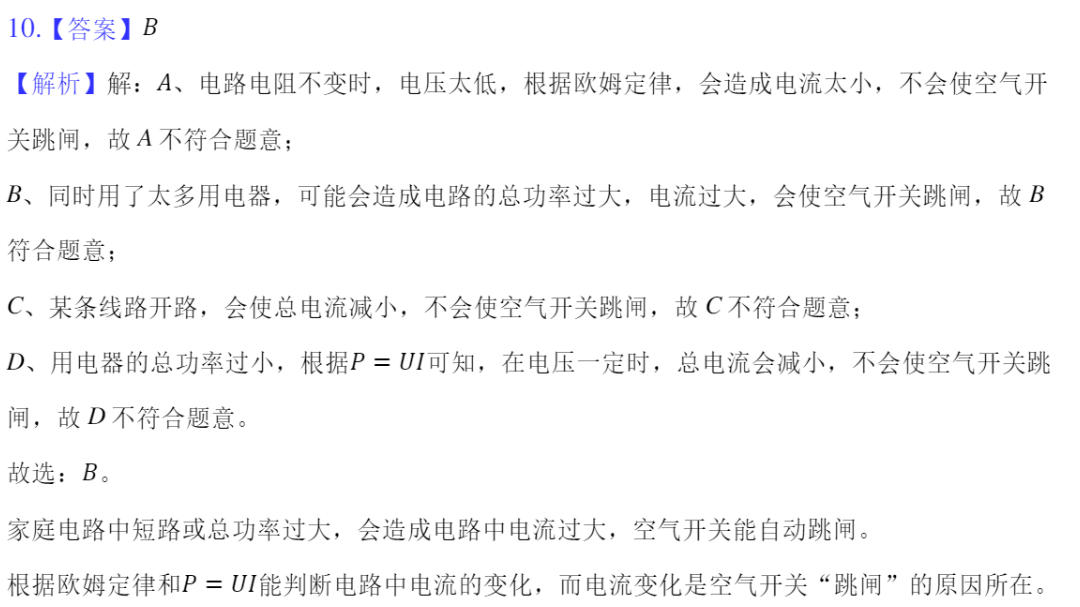 10.【答案】B
【解析】解：A、电路电阻不变时，电压太低，根据欧姆定律，会造成电流太小，不会使空气开
关跳闸，故 A 不符合题意；
B、同时用了太多用电器，可能会造成电路的总功率过大，电流过大，会使空气开关跳闸，故 B
符合题意；
C、某条线路开路，会使总电流减小，不会使空气开关跳闸，故 C 不符合题意；
D、用电器的总功率过小，根据P = UI可知，在电压一定时，总电流会减小，不会使空气开关跳
闸，故 D 不符合题意。
故选：B。
家庭电路中短路或总功率过大，会造成电路中电流过大，空气开关能自动跳闸。
根据欧姆定律和P = UI能判断电路中电流的变化，而电流变化是空气开关“跳闸”的原因所在。